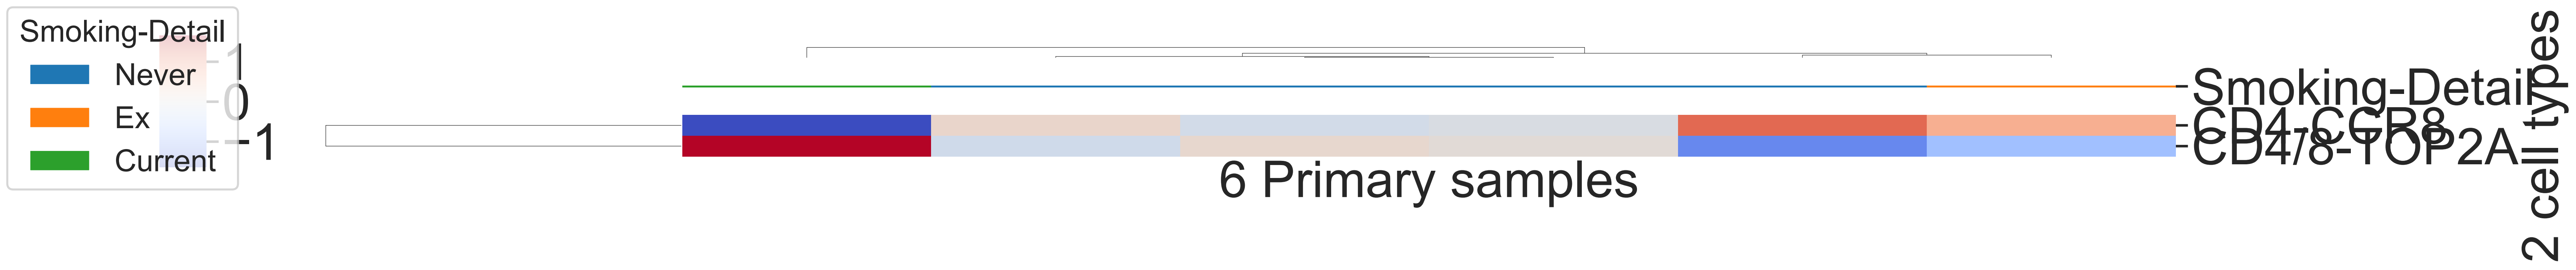 Smoking-Detail
Never
Ex
Current
1
0
-1
Smoking-Detail
CD4-CCR8
CD4/8-TOP2A
6 Primary samples
2 cell types